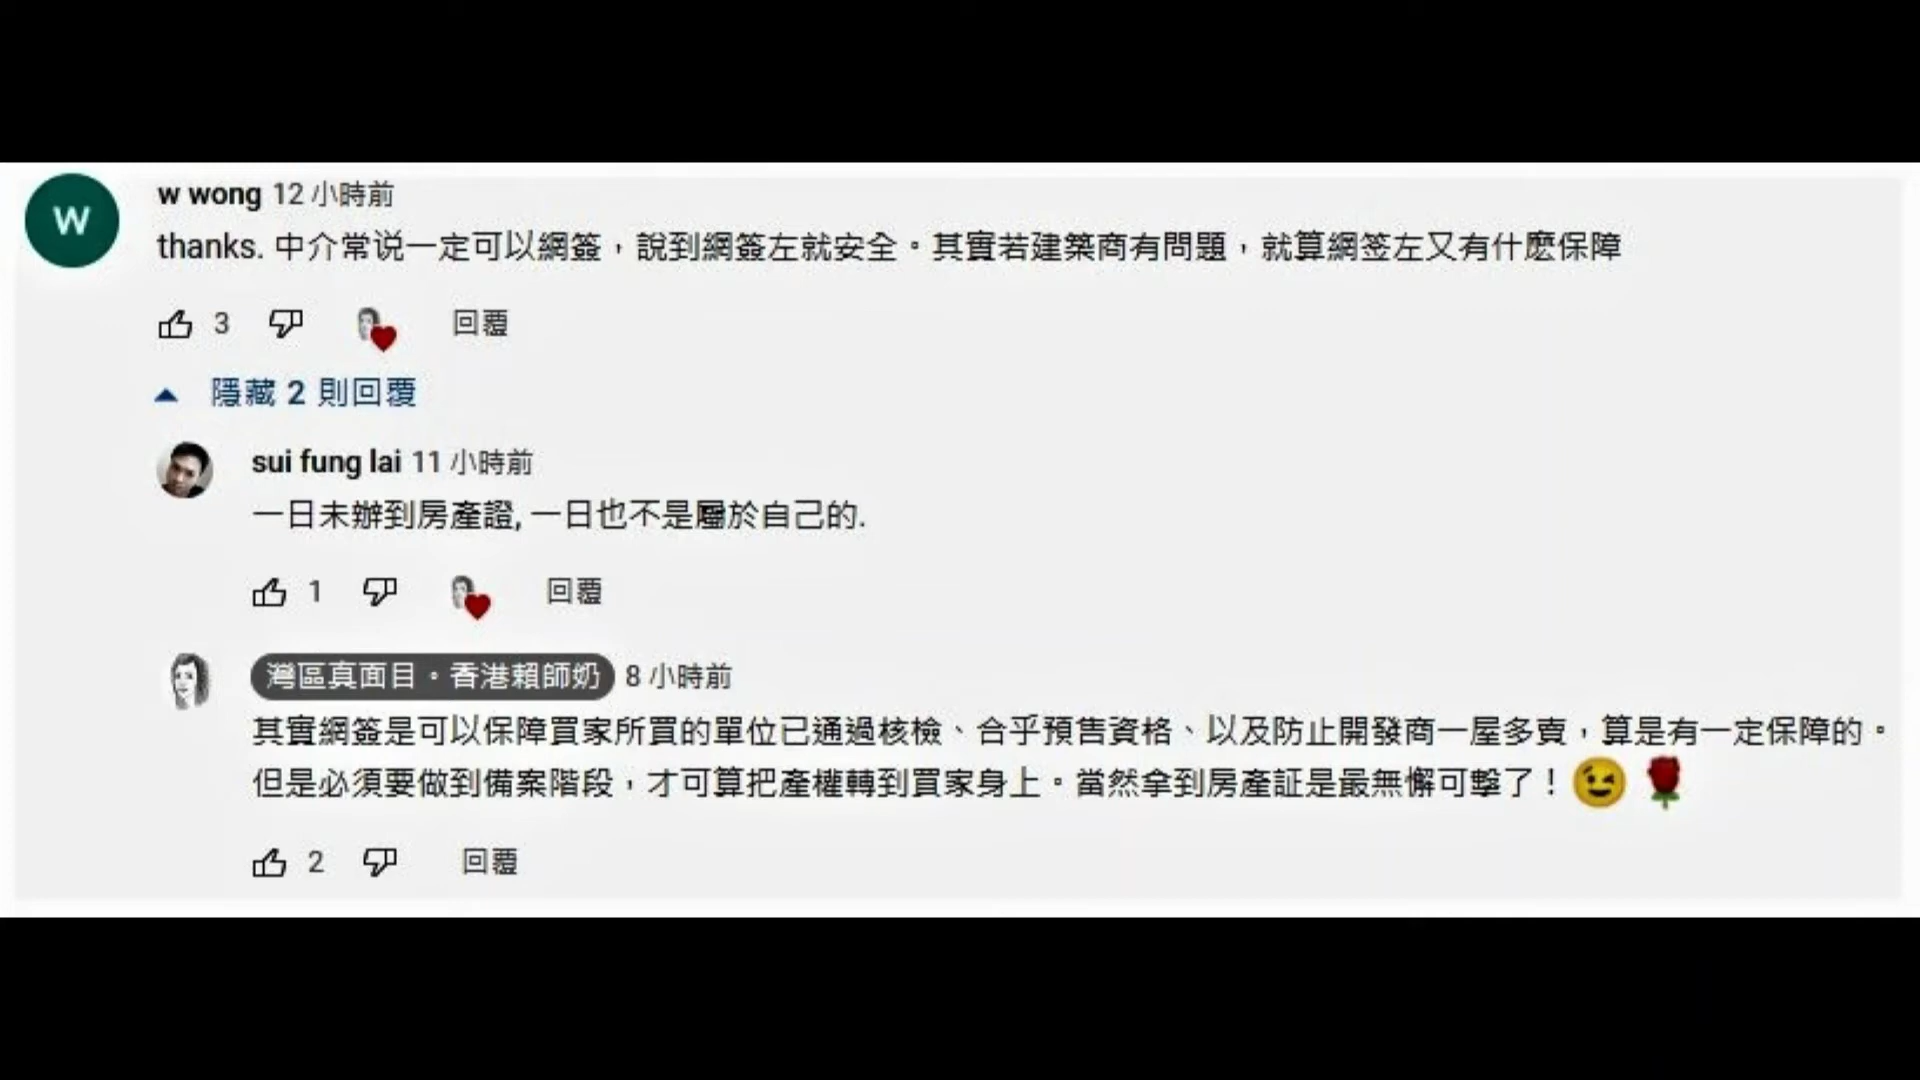 W
w wong 12 小時前
thanks. 中介常说一定可以網簽，說到網簽左就安全。其實若建築商有問題，就算網签左又有什麽保障
3 回覆
隱藏 2 則回覆
sui fung lai 11 小時前
一日未辦到房產證, 一日也不是屬於自己的.
1 回覆
灣區真面目。香港賴師奶 8 小時前
其實網簽是可以保障買家所買的單位已通過核檢、合乎預售資格、以及防止開發商一屋多賣，算是有一定保障的。
但是必須要做到備案階段，才可算把產權轉到買家身上。當然拿到房產証是最無懈可擊了！😉 🌹
2 回覆